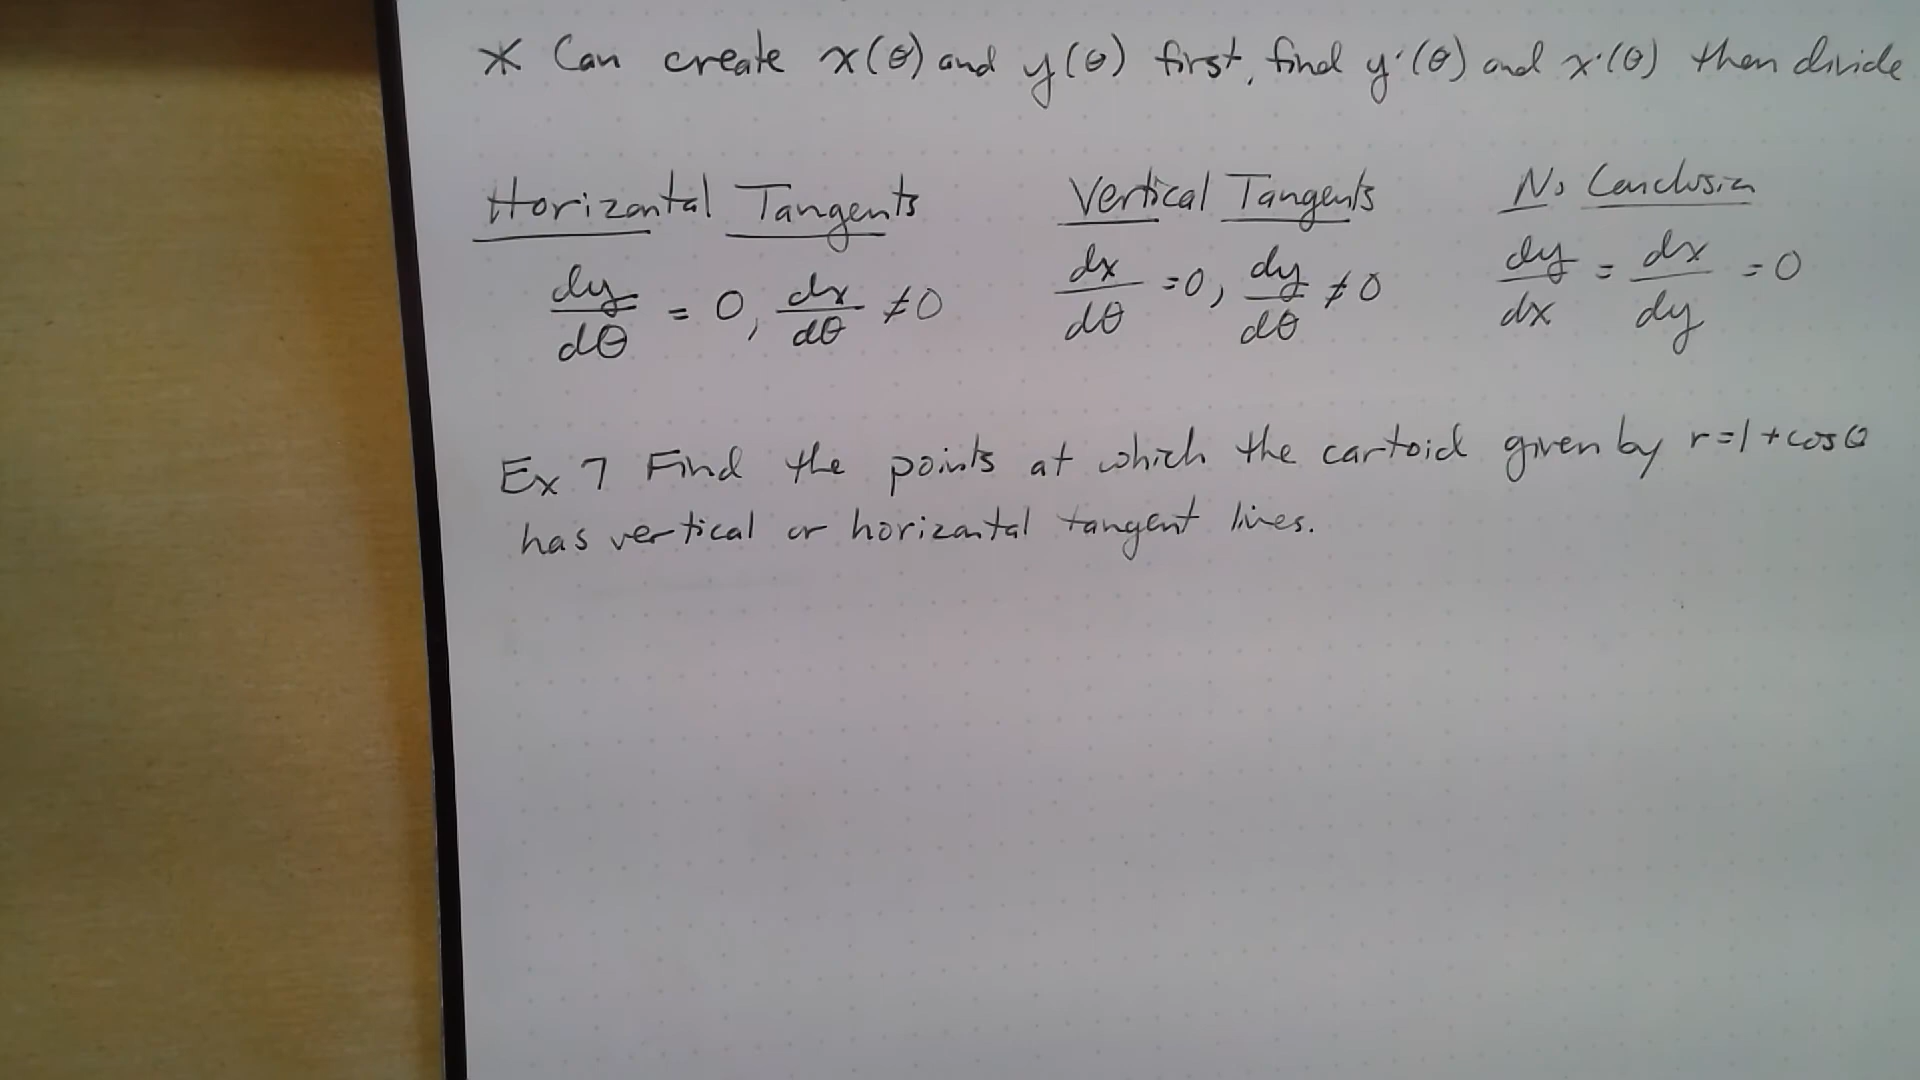 * Can create x(θ) and y(θ) first, find y'(θ) and x'(θ) then divide
Horizontal Tangents
dy/dθ = 0, dx/dθ ≠ 0
Vertical Tangents
dx/dθ = 0, dy/dθ ≠ 0
No Conclusion
dy/dx = dx/dy = 0
Ex 7 Find the points at which the cartoid given by r=1+cosθ
has vertical or horizontal tangent lines.